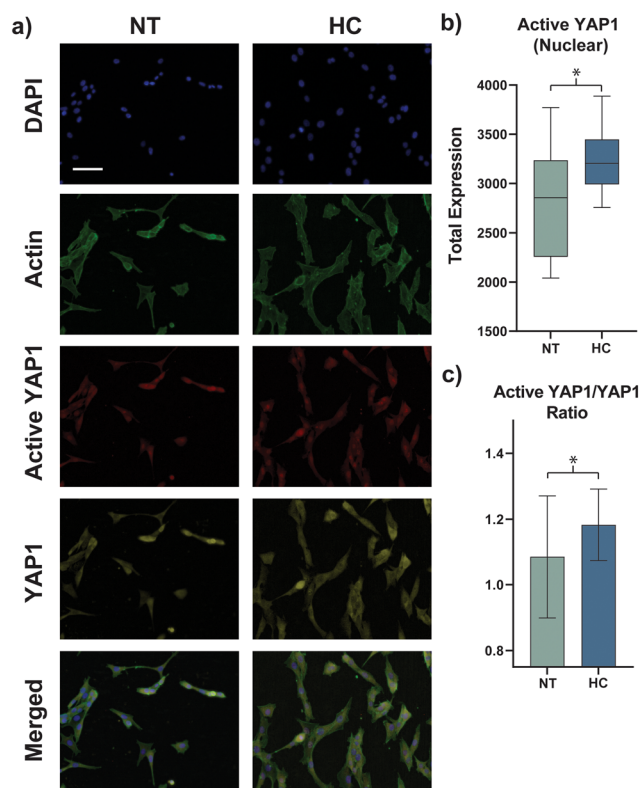 a)
NT
HC
DAPI
Actin
Active YAP1
YAP1
Merged
b)
Active YAP1
(Nuclear)
*
Total Expression
4000
3500
3000
2500
2000
1500
NT
HC
c)
Active YAP1/YAP1
Ratio
*
1.4
1.2
1.0
0.8
NT
HC